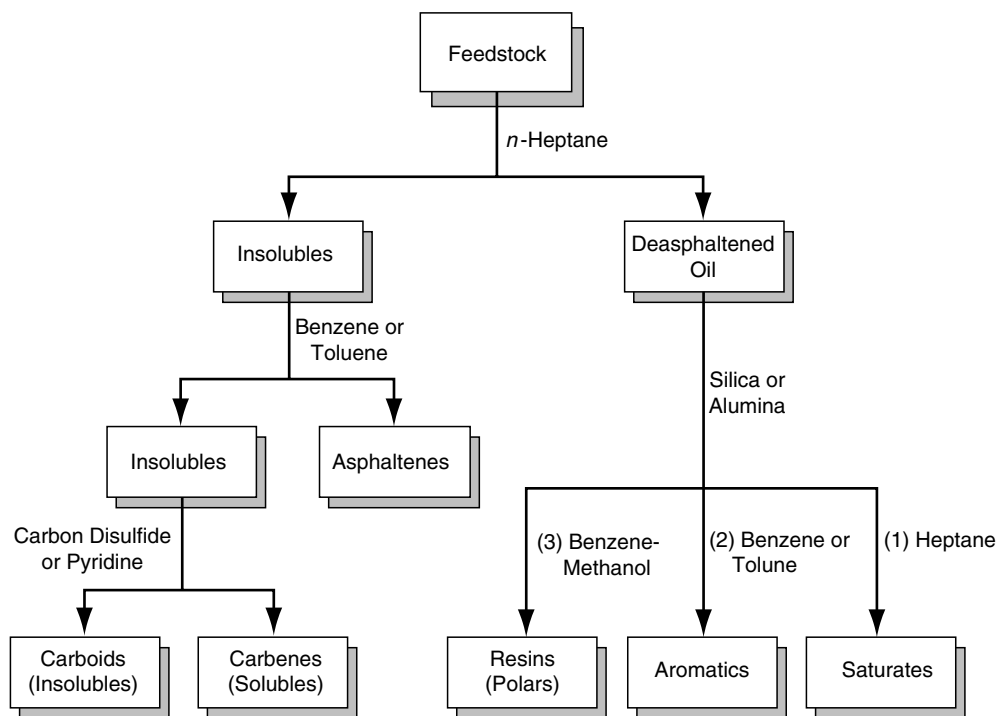 Feedstock
n-Heptane
Insolubles
Deasphaltened
Oil
Benzene or
Toluene
Silica or
Alumina
Insolubles
Asphaltenes
Carbon Disulfide
or Pyridine
(3) Benzene-
Methanol
(2) Benzene or
Tolune
(1) Heptane
Carboids
(Insolubles)
Carbenes
(Solubles)
Resins
(Polars)
Aromatics
Saturates